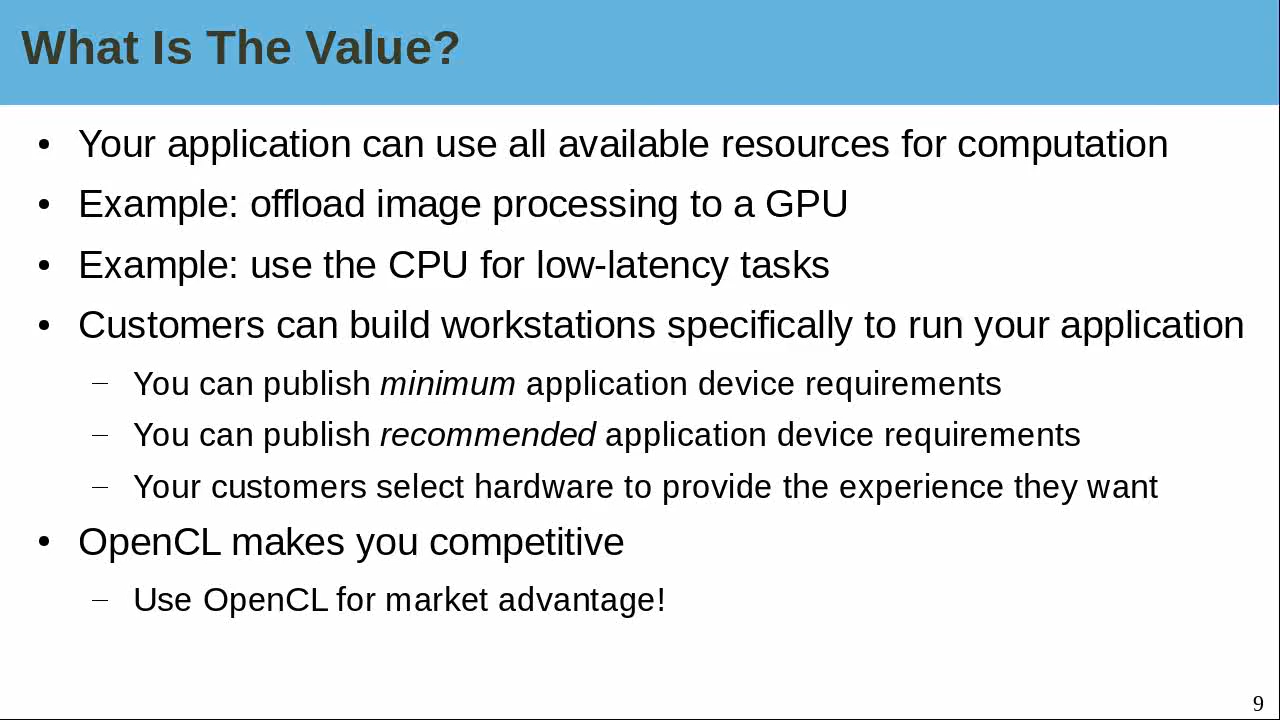 What Is The Value?
• Your application can use all available resources for computation
• Example: offload image processing to a GPU
• Example: use the CPU for low-latency tasks
• Customers can build workstations specifically to run your application
– You can publish minimum application device requirements
– You can publish recommended application device requirements
– Your customers select hardware to provide the experience they want
• OpenCL makes you competitive
– Use OpenCL for market advantage!
9